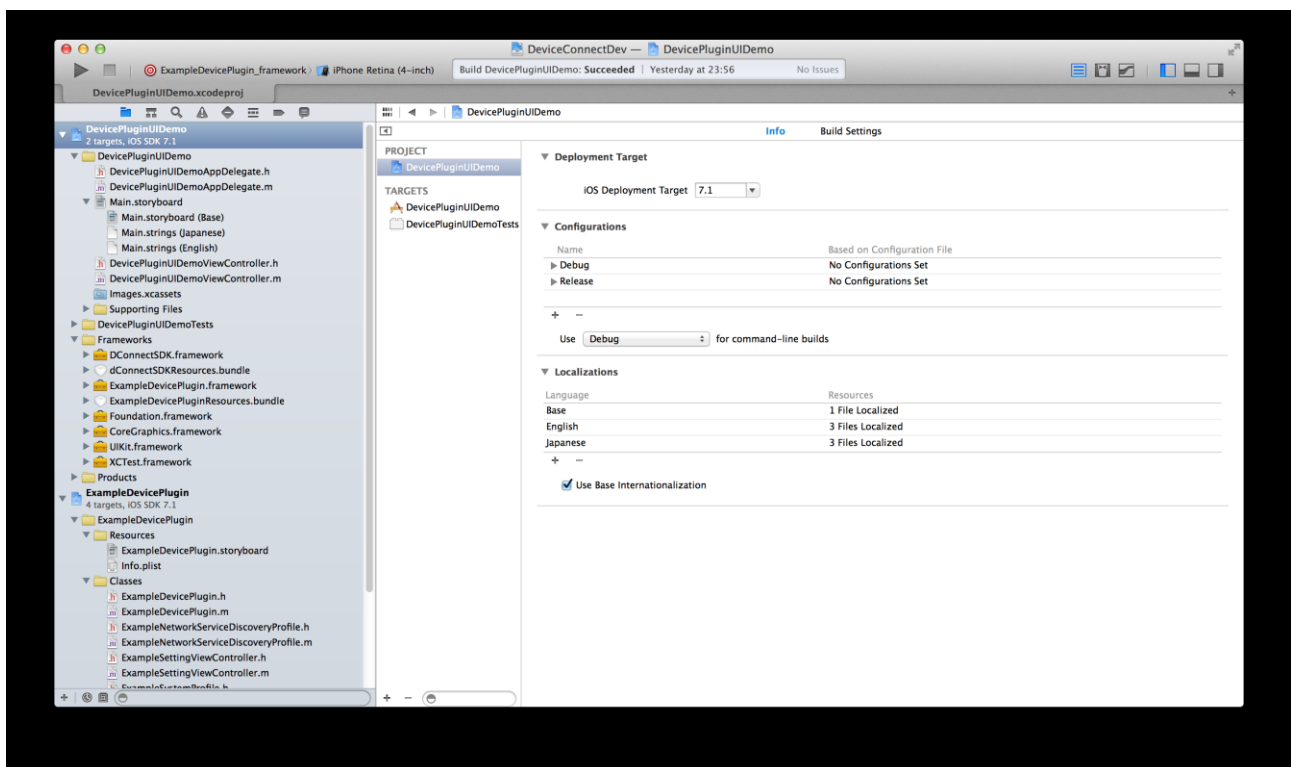 DeviceConnectDev — DevicePluginUIDemo
ExampleDevicePlugin_framework iPhone Retina (4-inch) Build DevicePluginUIDemo: Succeeded | Yesterday at 23:56 No Issues
DevicePluginUIDemo.xcodeproj
DevicePluginUIDemo
DevicePluginUIDemo
2 targets, iOS SDK 7.1
DevicePluginUIDemo
DevicePluginUIDemoAppDelegate.h
DevicePluginUIDemoAppDelegate.m
Main.storyboard
Main.storyboard (Base)
Main.strings (Japanese)
Main.strings (English)
DevicePluginUIDemoViewController.h
DevicePluginUIDemoViewController.m
Images.xcassets
Supporting Files
DevicePluginUIDemoTests
Frameworks
DConnectSDK.framework
dConnectSDKResources.bundle
ExampleDevicePlugin.framework
ExampleDevicePluginResources.bundle
Foundation.framework
CoreGraphics.framework
UIKit.framework
XCTest.framework
Products
ExampleDevicePlugin
4 targets, iOS SDK 7.1
ExampleDevicePlugin
Resources
ExampleDevicePlugin.storyboard
Info.plist
Classes
ExampleDevicePlugin.h
ExampleDevicePlugin.m
ExampleNetworkServiceDiscoveryProfile.h
ExampleNetworkServiceDiscoveryProfile.m
ExampleSettingViewController.h
ExampleSettingViewController.m
ExampleSystemProfile.h
PROJECT
DevicePluginUIDemo
TARGETS
DevicePluginUIDemo
DevicePluginUIDemoTests
Info Build Settings
Deployment Target
iOS Deployment Target 7.1
Configurations
Name Based on Configuration File
Debug No Configurations Set
Release No Configurations Set
+ −
Use Debug for command-line builds
Localizations
Language Resources
Base 1 File Localized
English 3 Files Localized
Japanese 3 Files Localized
+ −
Use Base Internationalization